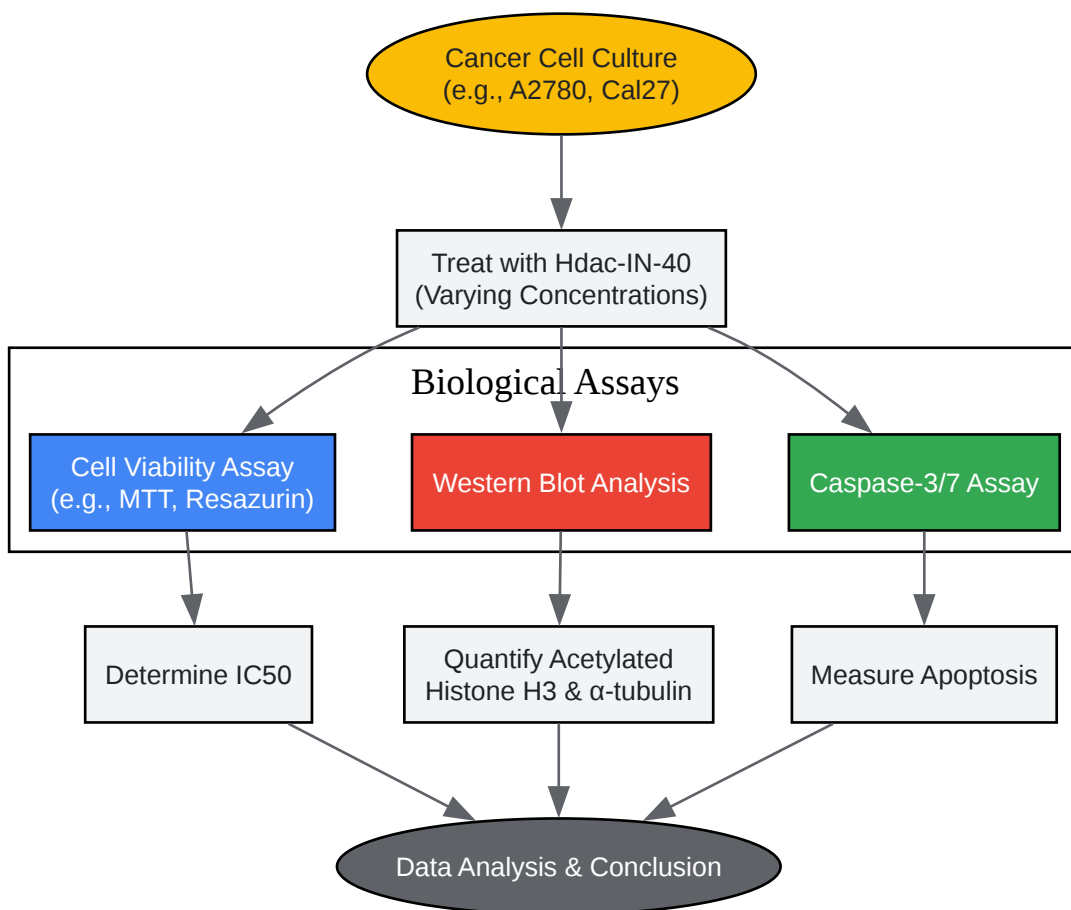 Cancer Cell Culture
(e.g., A2780, Cal27)
Treat with Hdac-IN-40
(Varying Concentrations)
Biological Assays
Cell Viability Assay
(e.g., MTT, Resazurin)
Western Blot Analysis
Caspase-3/7 Assay
Determine IC50
Quantify Acetylated
Histone H3 & α-tubulin
Measure Apoptosis
Data Analysis & Conclusion